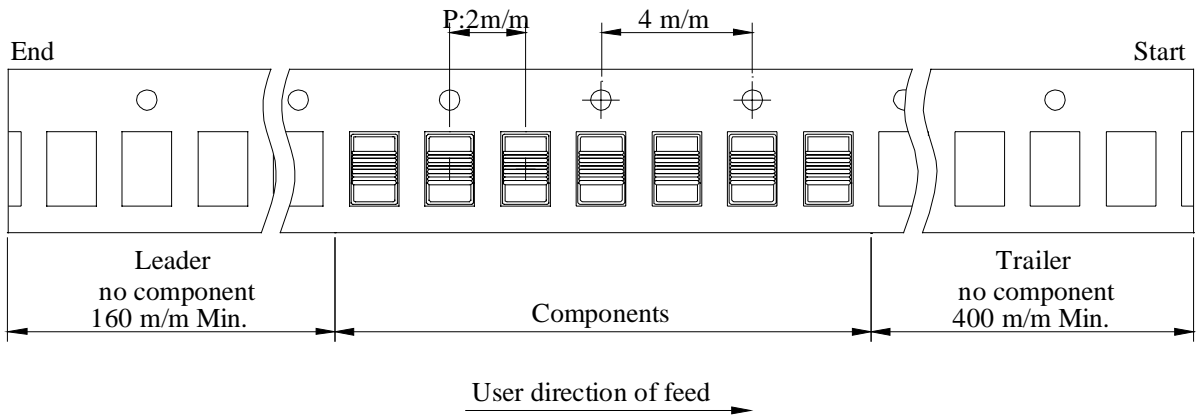 P:2m/m
4 m/m
End
Start
Leader
no component
160 m/m Min.
Components
Trailer
no component
400 m/m Min.
User direction of feed